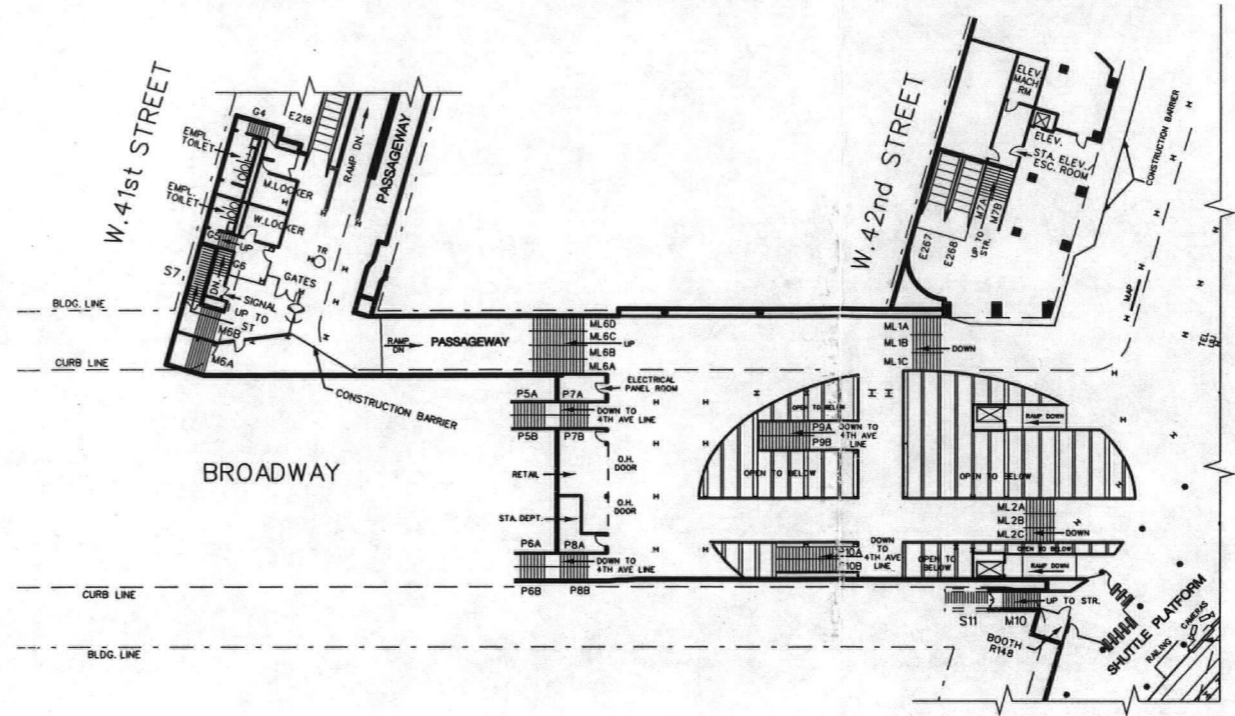 W. 41st STREET
G4
E218
EMPL.
TOILET
M.LOCKER
EMPL.
TOILET
W.LOCKER
G5
UP
G6
S7
DN.
SIGNAL
UP TO
ST
M6B
M6A
TR
GATES
RAMP DN.
PASSAGEWAY
W. 42nd STREET
ELEV
MACH
RM
ELEV.
STA. ELEV./
ESC. ROOM
CONSTRUCTION BARRIER
M7A
M7B
UP TO
STR.
E267
E268
MAP
TEL
BLDG. LINE
CURB LINE
RAMP
DN
PASSAGEWAY
ML6D
ML6C
ML6B
ML6A
UP
ML1A
ML1B
ML1C
DOWN
CONSTRUCTION BARRIER
ELECTRICAL
PANEL ROOM
P5A
P7A
DOWN TO
4TH AVE LINE
P5B
P7B
BROADWAY
RETAIL
O.H.
DOOR
O.H.
DOOR
STA. DEPT.
P6A
P8A
DOWN TO
4TH AVE LINE
P6B
P8B
OPEN TO BELOW
P9A
P9B
DOWN TO
4TH AVE
LINE
OPEN TO BELOW
RAMP DOWN
OPEN TO BELOW
ML2A
ML2B
ML2C
DOWN
10A
10B
DOWN
TO
4TH AVE
LINE
OPEN TO
BELOW
OPEN TO BELOW
RAMP DOWN
CURB LINE
BLDG. LINE
UP TO STR.
S11
M10
BOOTH
R148
SHUTTLE PLATFORM
RAILING
CAMERAS